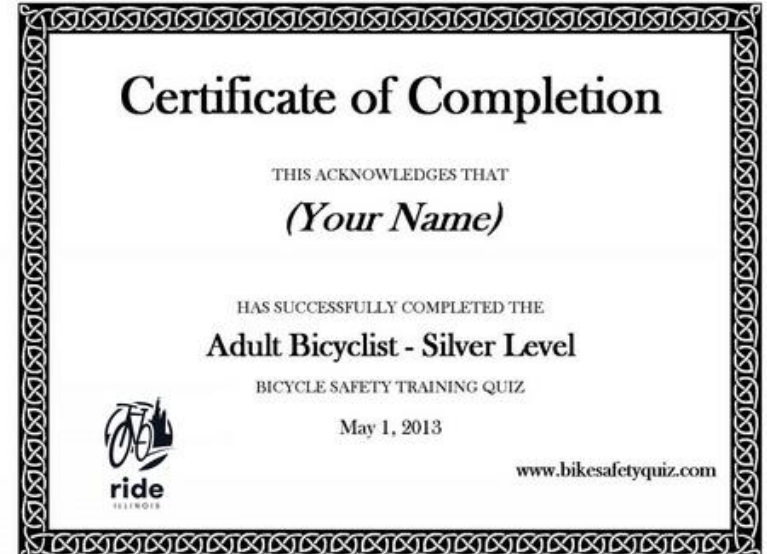 Certificate of Completion
THIS ACKNOWLEDGES THAT
(Your Name)
HAS SUCCESSFULLY COMPLETED THE
Adult Bicyclist - Silver Level
BICYCLE SAFETY TRAINING QUIZ
May 1, 2013
www.bikesafetyquiz.com
ride
ILLINOIS